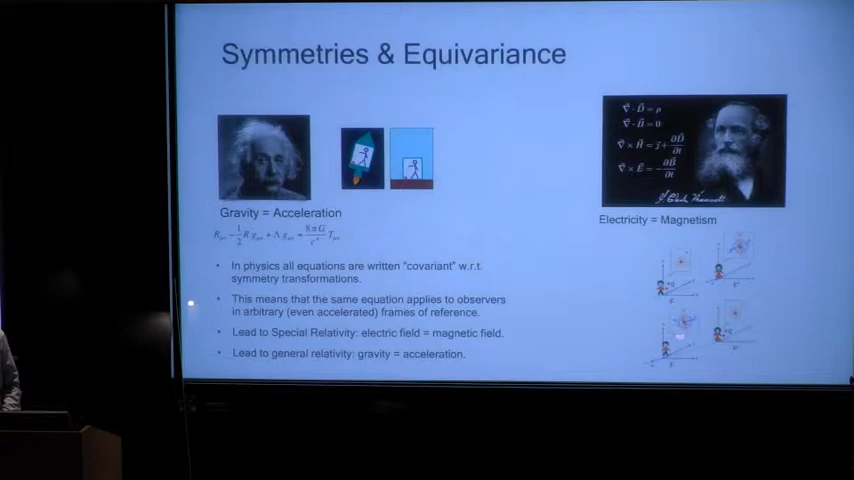 Symmetries & Equivariance
∇⃗ · D⃗ = ρ
∇⃗ · B⃗ = 0
∇⃗ × H⃗ = j⃗ + ∂D⃗/∂t
∇⃗ × E⃗ = -∂B⃗/∂t
Gravity = Acceleration
Electricity = Magnetism
• In physics all equations are written "covariant" w.r.t.
symmetry transformations.
• This means that the same equation applies to observers
in arbitrary (even accelerated) frames of reference.
• Lead to Special Relativity: electric field = magnetic field.
• Lead to general relativity: gravity = acceleration.